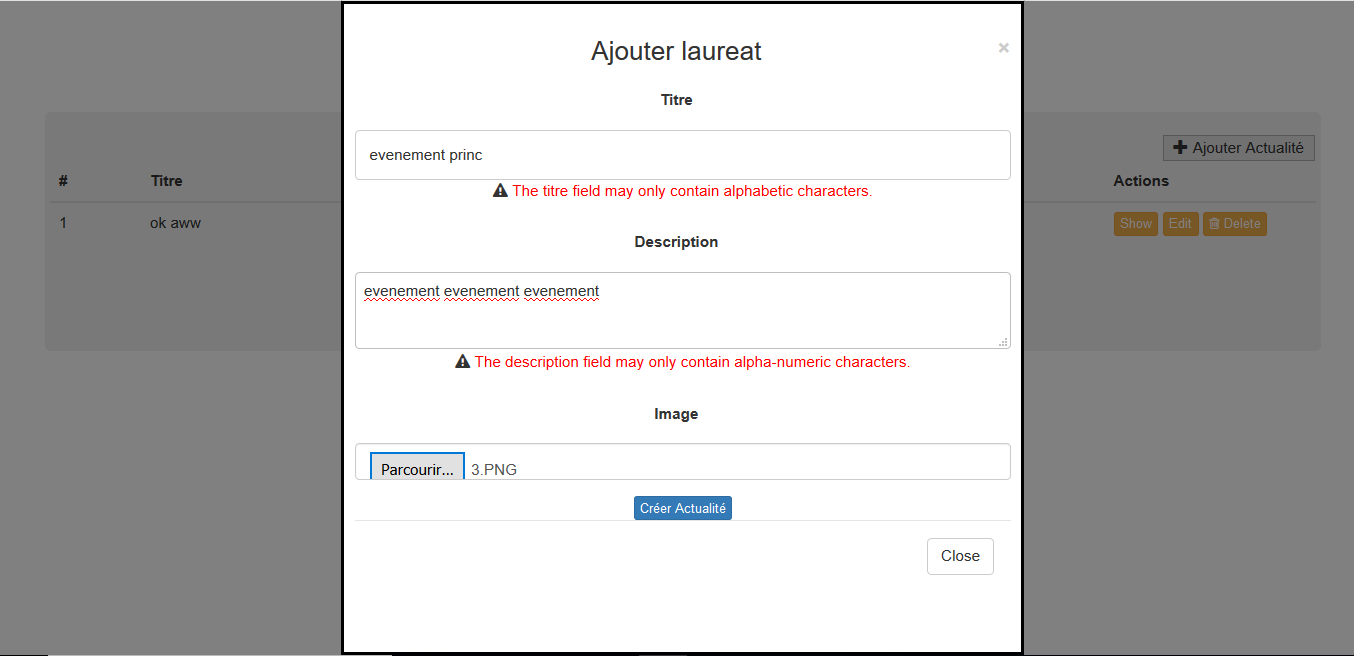 Ajouter laureat
×
Titre
evenement princ
The titre field may only contain alphabetic characters.
Description
evenement evenement evenement
The description field may only contain alpha-numeric characters.
Image
Parcourir... 3.PNG
Créer Actualité
Close
Ajouter Actualité
# Titre Actions
1 ok aww Show Edit Delete